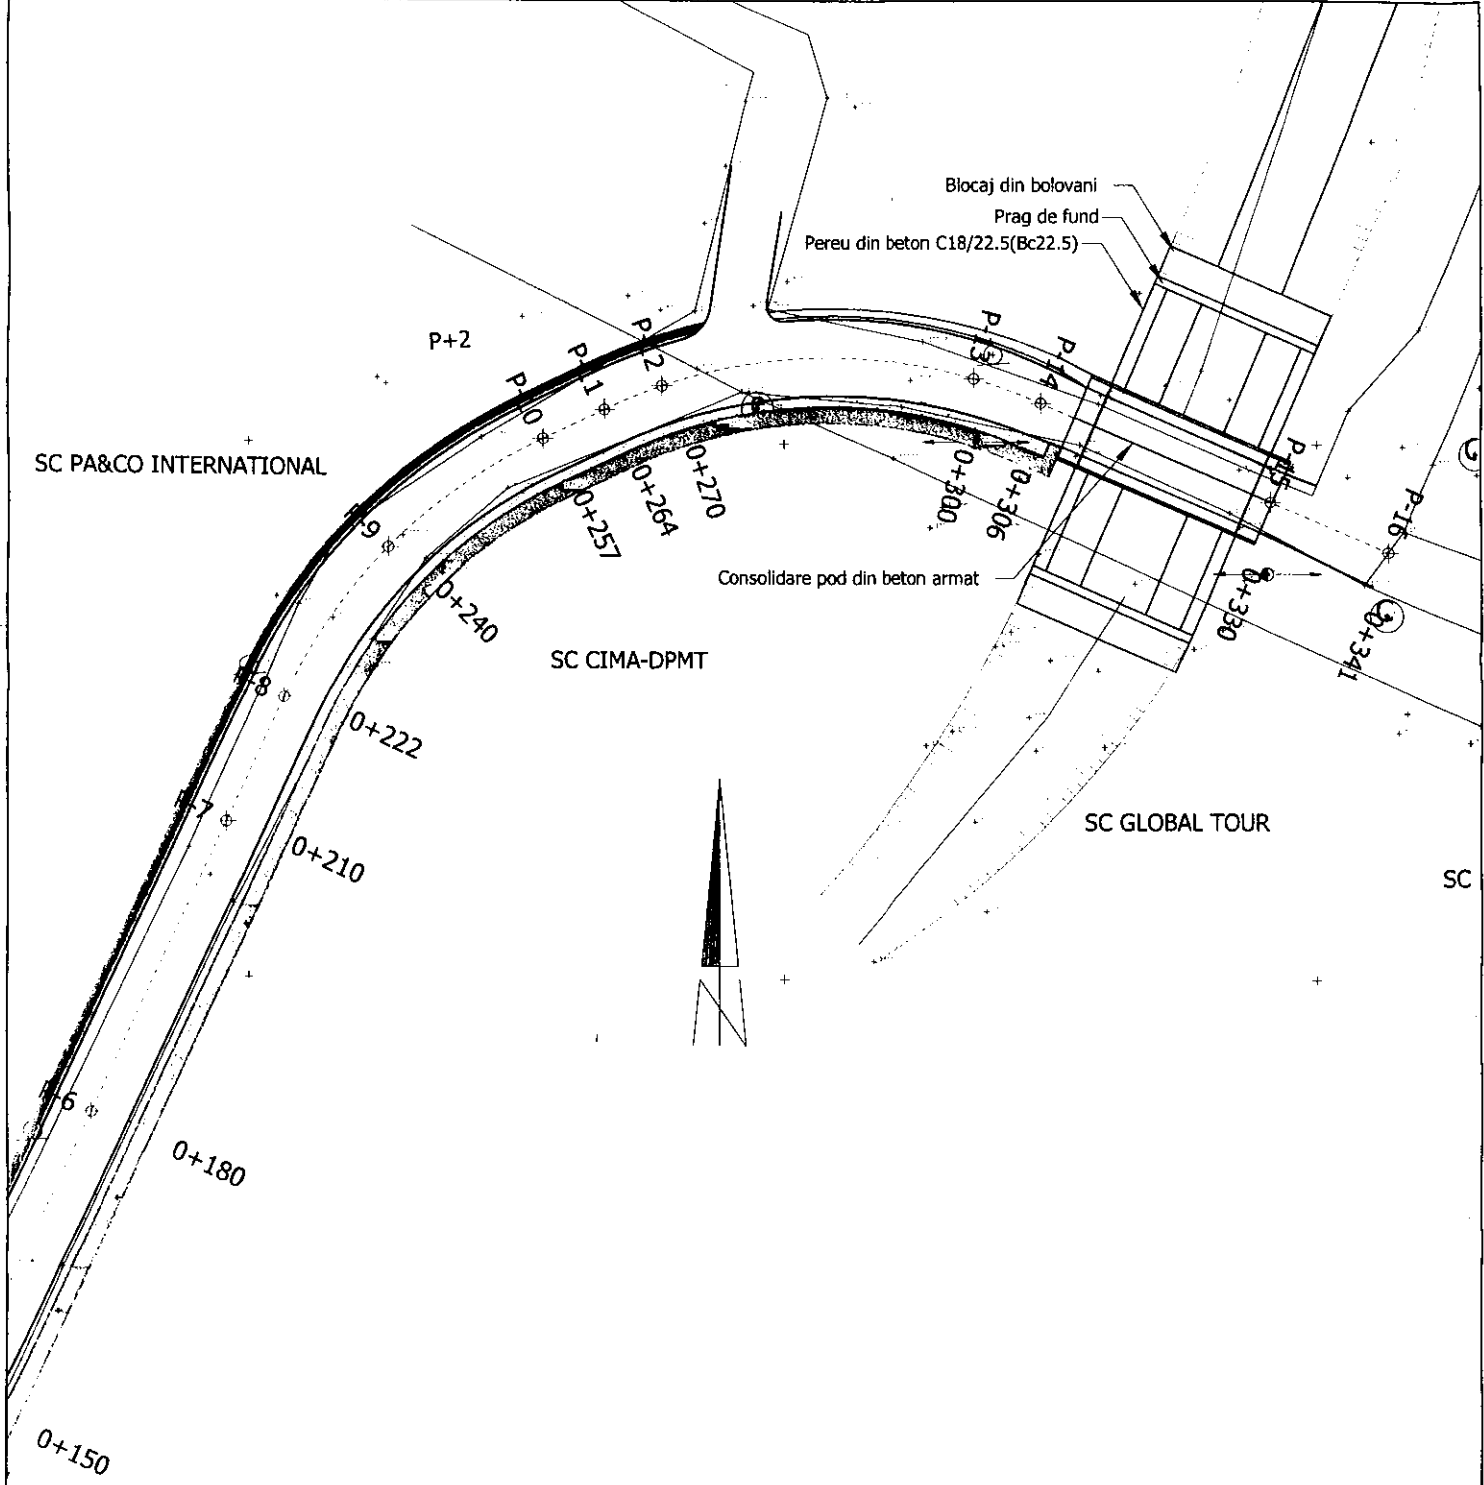 Blocaj din bolovani
Prag de fund
Pereu din beton C18/22.5(Bc22.5)
P+2
P-12
P-11
P-10
P-13
P-14
P-15
P-16
SC PA&CO INTERNATIONAL
P-9
0+270
0+264
0+257
0+300
0+306
Consolidare pod din beton armat
0+240
0+330
0+341
SC CIMA-DPMT
P-8
0+222
P-7
0+210
SC GLOBAL TOUR
SC
N
P-6
0+180
0+150